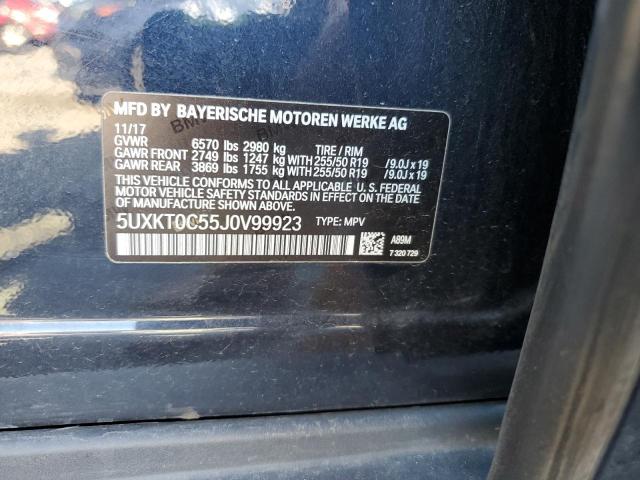 MFD BY BAYERISCHE MOTOREN WERKE AG
11/17
GVWR 6570 lbs 2980 kg TIRE / RIM
GAWR FRONT 2749 lbs 1247 kg WITH 255/50 R19 /9.0J x 19
GAWR REAR 3869 lbs 1755 kg WITH 255/50 R19 /9.0J x 19
THIS VEHICLE CONFORMS TO ALL APPLICABLE U. S. FEDERAL
MOTOR VEHICLE SAFETY STANDARDS IN EFFECT ON THE DATE
OF MANUFACTURE SHOWN ABOVE.
5UXKT0C55J0V99923 TYPE: MPV
A89M
7 320 729